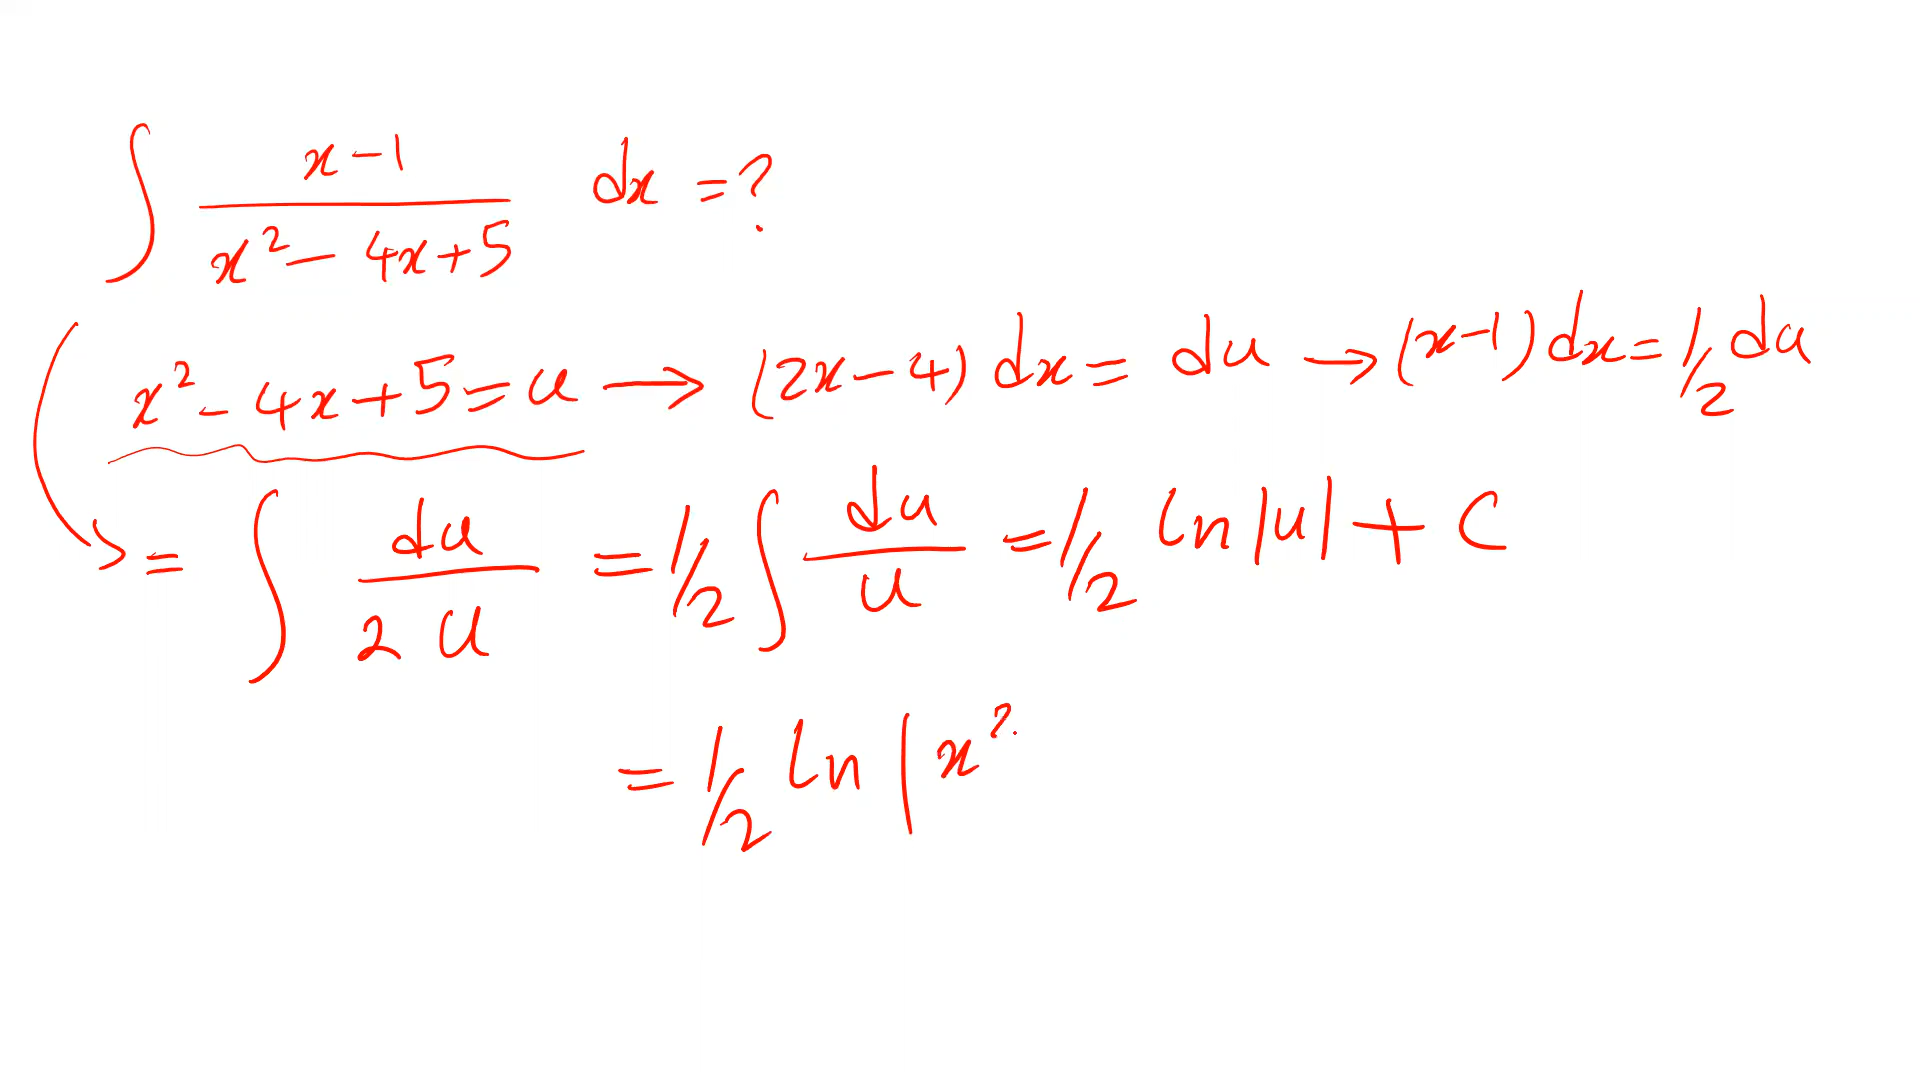 ∫ (x-1)/(x² - 4x+5) dx = ?
x² - 4x+5 = u → (2x-4) dx = du → (x-1) dx = 1/2 du
= ∫ du/(2u) = 1/2 ∫ du/u = 1/2 ln|u| + C
= 1/2 ln |x²